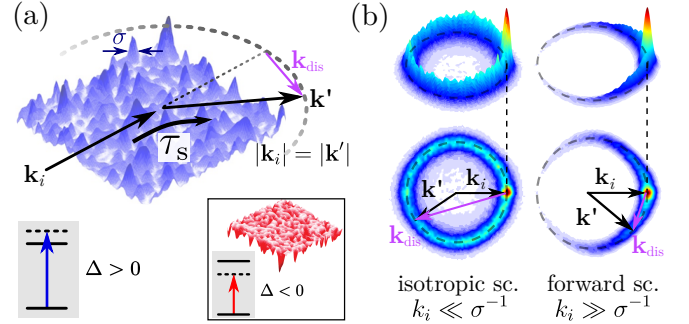 (a)
σ
k_dis
k'
τ_s
k_i
|k_i| = |k'|
Δ > 0
Δ < 0
(b)
k' k_i
k_dis
k_i
k'
k_dis
isotropic sc. forward sc.
k_i ≪ σ⁻¹ k_i ≫ σ⁻¹